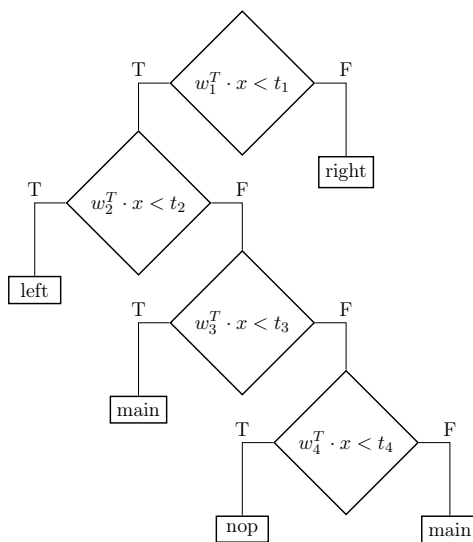 T
F
w_1^T · x < t_1
right
T
F
w_2^T · x < t_2
left
T
F
w_3^T · x < t_3
main
T
F
w_4^T · x < t_4
nop
main